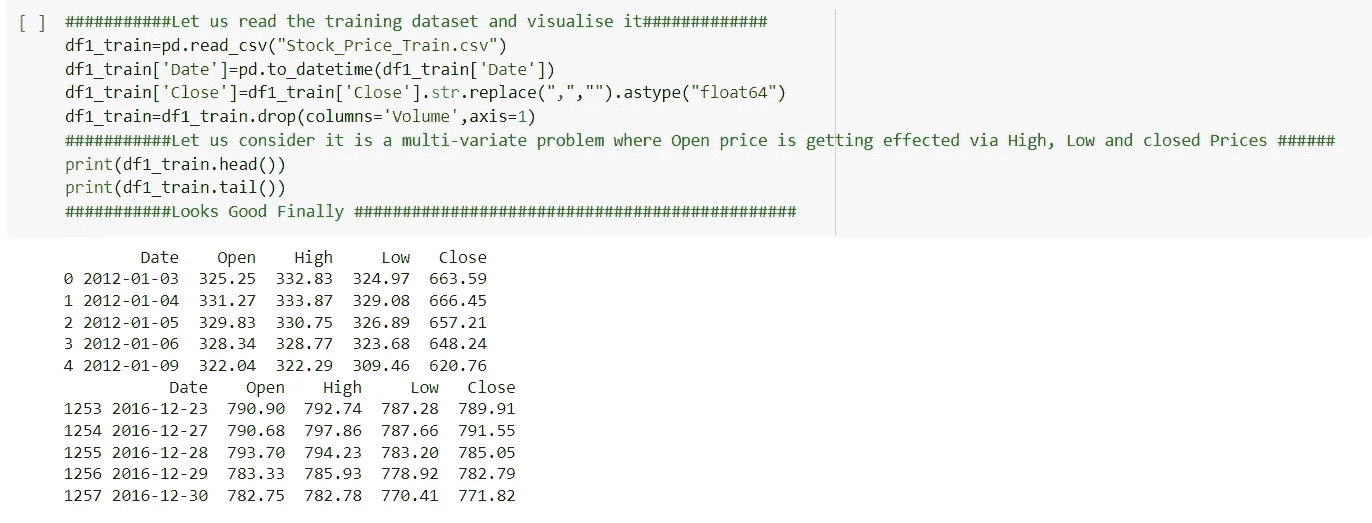 [ ] ###########Let us read the training dataset and visualise it#############
df1_train=pd.read_csv("Stock_Price_Train.csv")
df1_train['Date']=pd.to_datetime(df1_train['Date'])
df1_train['Close']=df1_train['Close'].str.replace(",","").astype("float64")
df1_train=df1_train.drop(columns='Volume',axis=1)
###########Let us consider it is a multi-variate problem where Open price is getting effected via High, Low and closed Prices ######
print(df1_train.head())
print(df1_train.tail())
###########Looks Good Finally ##############################################
Date Open High Low Close
0 2012-01-03 325.25 332.83 324.97 663.59
1 2012-01-04 331.27 333.87 329.08 666.45
2 2012-01-05 329.83 330.75 326.89 657.21
3 2012-01-06 328.34 328.77 323.68 648.24
4 2012-01-09 322.04 322.29 309.46 620.76
Date Open High Low Close
1253 2016-12-23 790.90 792.74 787.28 789.91
1254 2016-12-27 790.68 797.86 787.66 791.55
1255 2016-12-28 793.70 794.23 783.20 785.05
1256 2016-12-29 783.33 785.93 778.92 782.79
1257 2016-12-30 782.75 782.78 770.41 771.82